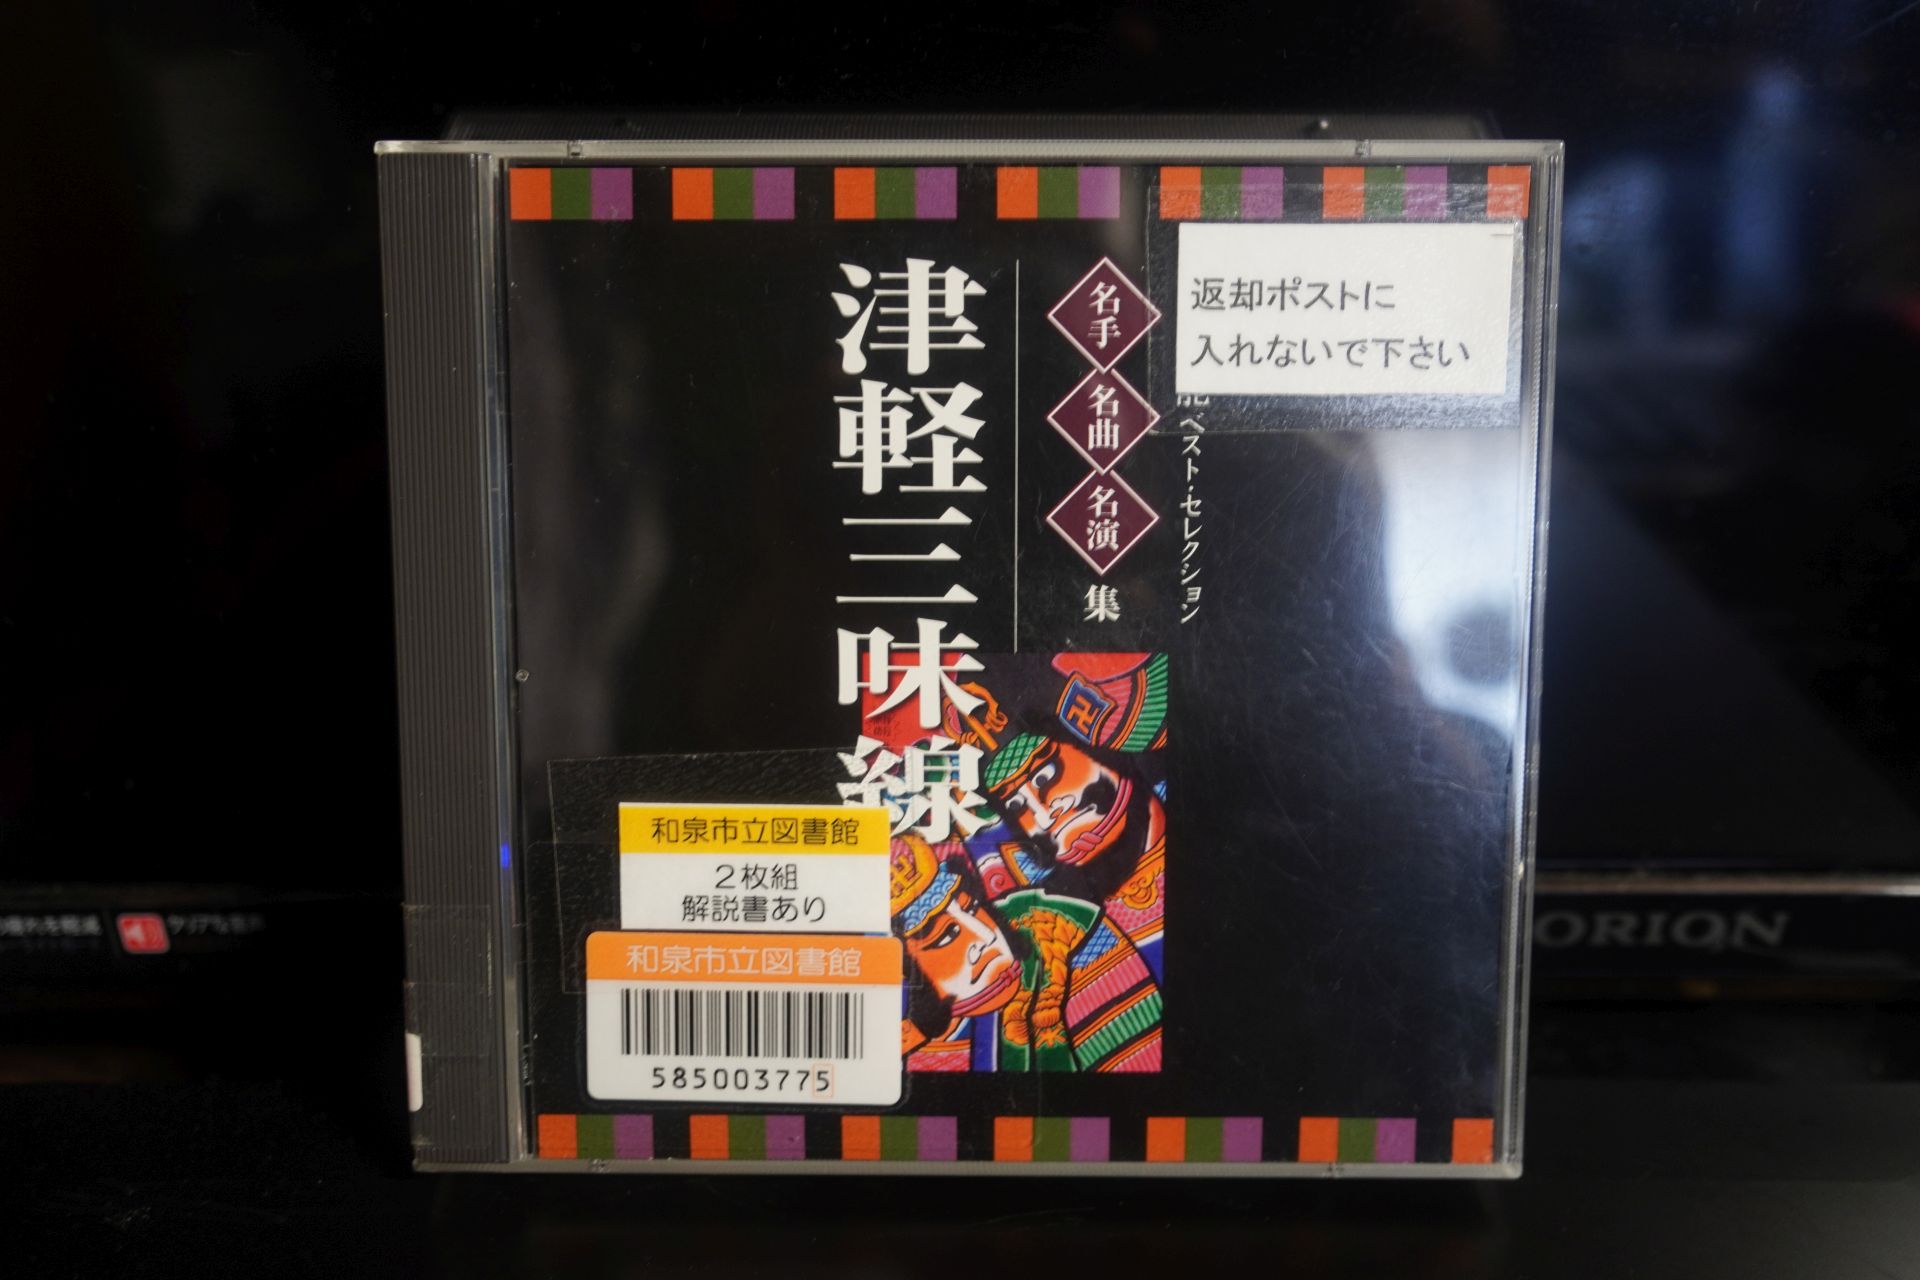 返却ポストに
入れないで下さい
ベスト・セレクション
名手
名曲
名演
集
津軽三味線
和泉市立図書館
2枚組
解説書あり
和泉市立図書館
5850037775
ORION